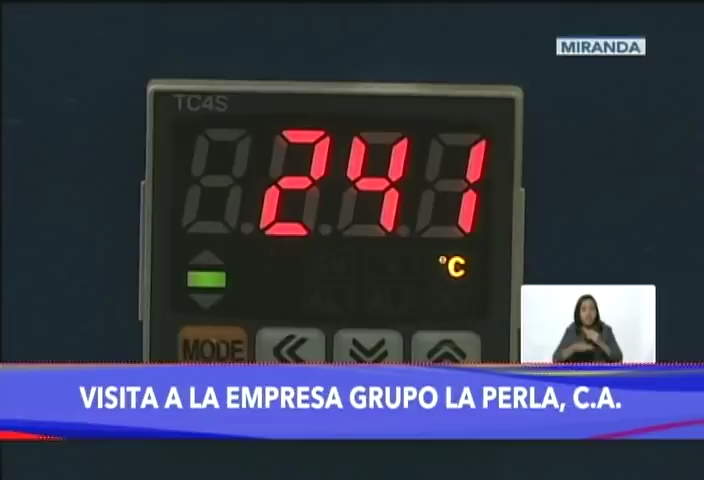 MIRANDA
TC4S
241
°C
MODE
VISITA A LA EMPRESA GRUPO LA PERLA, C.A.